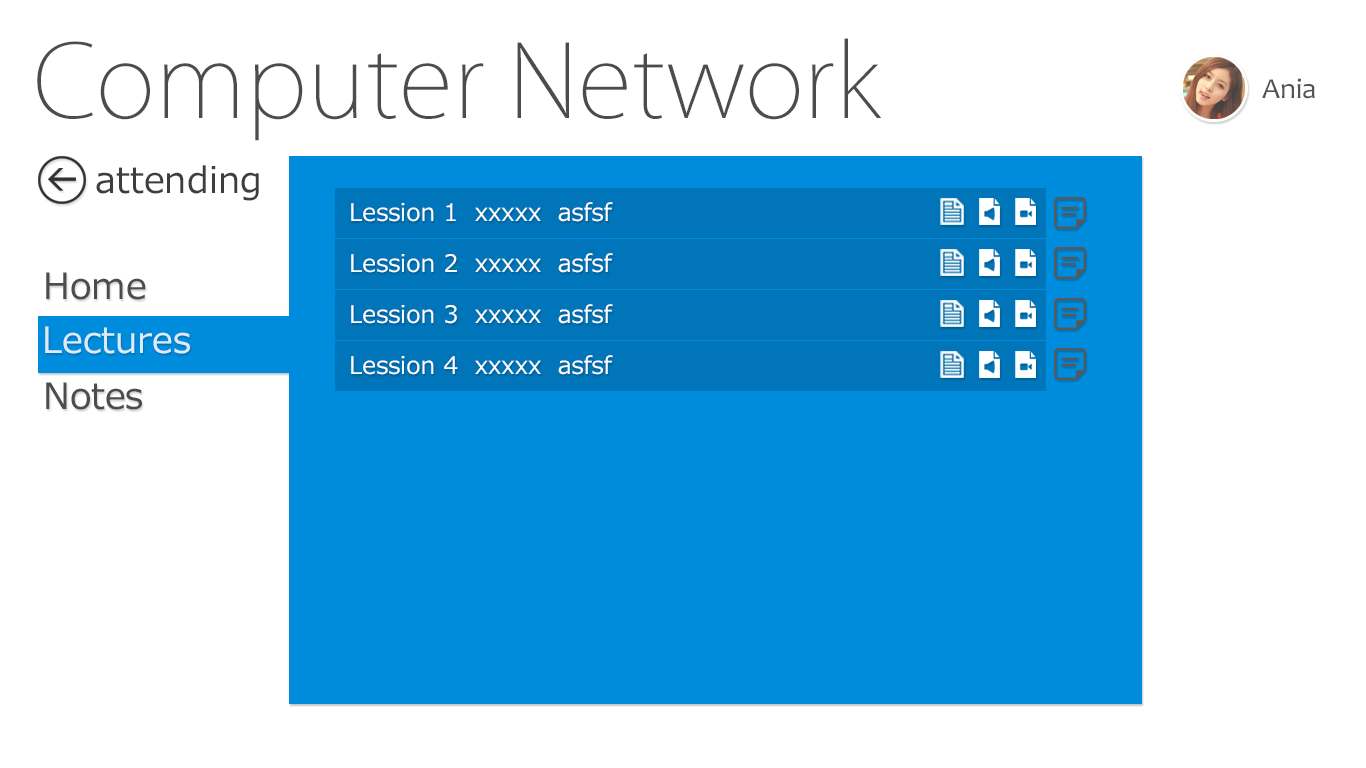 Computer Network
Ania
attending
Home
Lectures
Notes
Lession 1 xxxxx asfsf
Lession 2 xxxxx asfsf
Lession 3 xxxxx asfsf
Lession 4 xxxxx asfsf